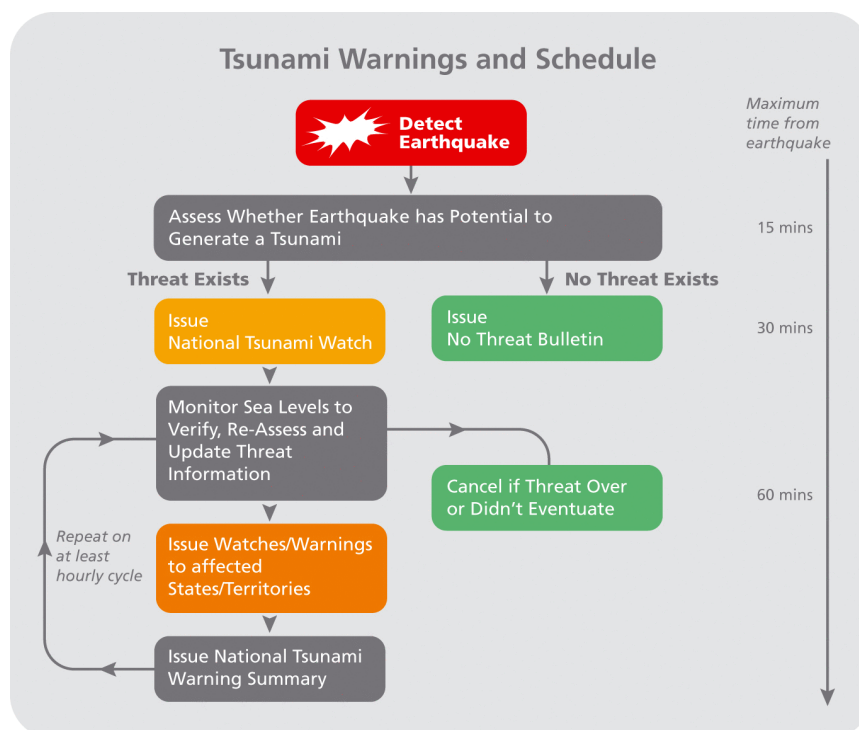 Tsunami Warnings and Schedule
Maximum
time from
earthquake
Detect
Earthquake
Assess Whether Earthquake has Potential to
Generate a Tsunami
15 mins
Threat Exists
No Threat Exists
Issue
National Tsunami Watch
Issue
No Threat Bulletin
30 mins
Monitor Sea Levels to
Verify, Re-Assess and
Update Threat
Information
Cancel if Threat Over
or Didn't Eventuate
60 mins
Repeat on
at least
hourly cycle
Issue Watches/Warnings
to affected
States/Territories
Issue National Tsunami
Warning Summary